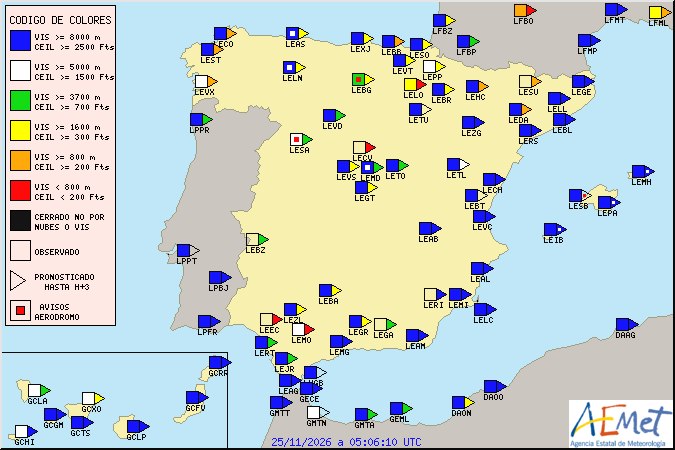 CODIGO DE COLORES
VIS >= 8000 m
CEIL >= 2500 Fts
VIS >= 5000 m
CEIL >= 1500 Fts
VIS >= 3700 m
CEIL >= 700 Fts
VIS >= 1600 m
CEIL >= 300 Fts
VIS >= 800 m
CEIL >= 200 Fts
VIS < 800 m
CEIL < 200 Fts
CERRADO NO POR
NUBES O VIS
OBSERVADO
PRONOSTICADO
HASTA H+3
AVISOS
AERODROMO
LFBO
LFMT
LFML
LFBZ
LECO
LEAS
LEXJ
LEBB
LESO
LFBP
LFMP
LEST
LEVT
LEPP
LELN
LEVX
LEBG
LELO
LEBR
LEHC
LESU
LEGE
LELL
LPPR
LEVD
LETU
LEZG
LEDA
LEBL
LERS
LESA
LECV
LEVS
LEMD
LETO
LETL
LEMH
LEGT
LECH
LEBT
LESB
LEPA
LEVC
LEAB
LEIB
LEBZ
LPPT
LEAL
LPBJ
LEBA
LERI
LEMI
LEZL
LELC
LPFR
LEEC
LEMO
LEGR
LEGA
DAAG
LERT
LEMG
LEAM
LEJR
GCRR
LEAG
LXGB
GECE
DAOO
GCLA
GCXO
GCFV
GMTT
GMTN
GMTA
GEML
DAON
GCGM
GCTS
GCLP
GCHI
25/11/2026 a 05:06:10 UTC
AEMet
Agencia Estatal de Meteorología